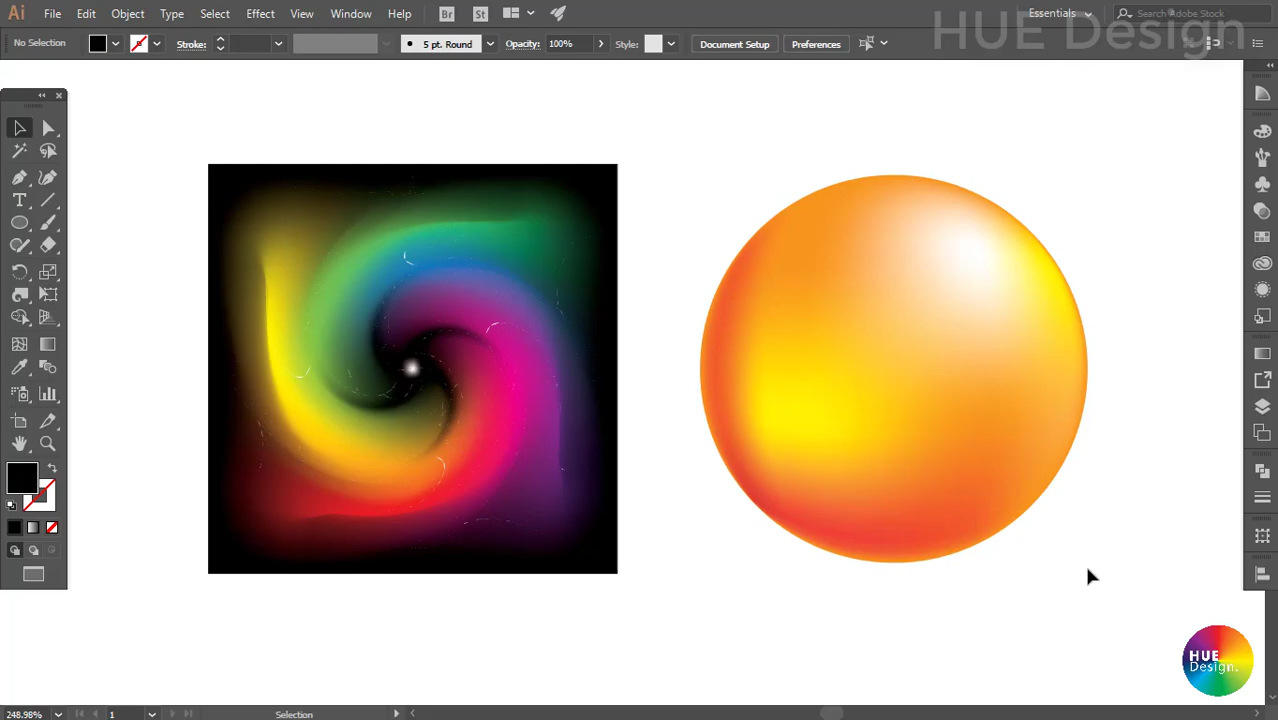 Ai File Edit Object Type Select Effect View Window Help Br St Essentials Search Adobe Stock
HUE Design
No Selection Stroke: 5 pt. Round Opacity: 100% Style: Document Setup Preferences
T
HUE
Design.
248.98% 1 Selection